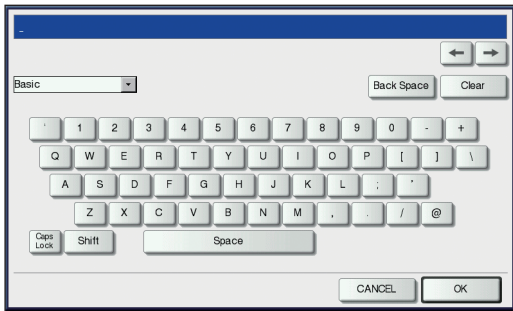 _
← →
Basic Back Space Clear
` 1 2 3 4 5 6 7 8 9 0 - +
Q W E R T Y U I O P [ ] \
A S D F G H J K L ; "
Z X C V B N M , . / @
Caps Lock Shift Space
CANCEL OK